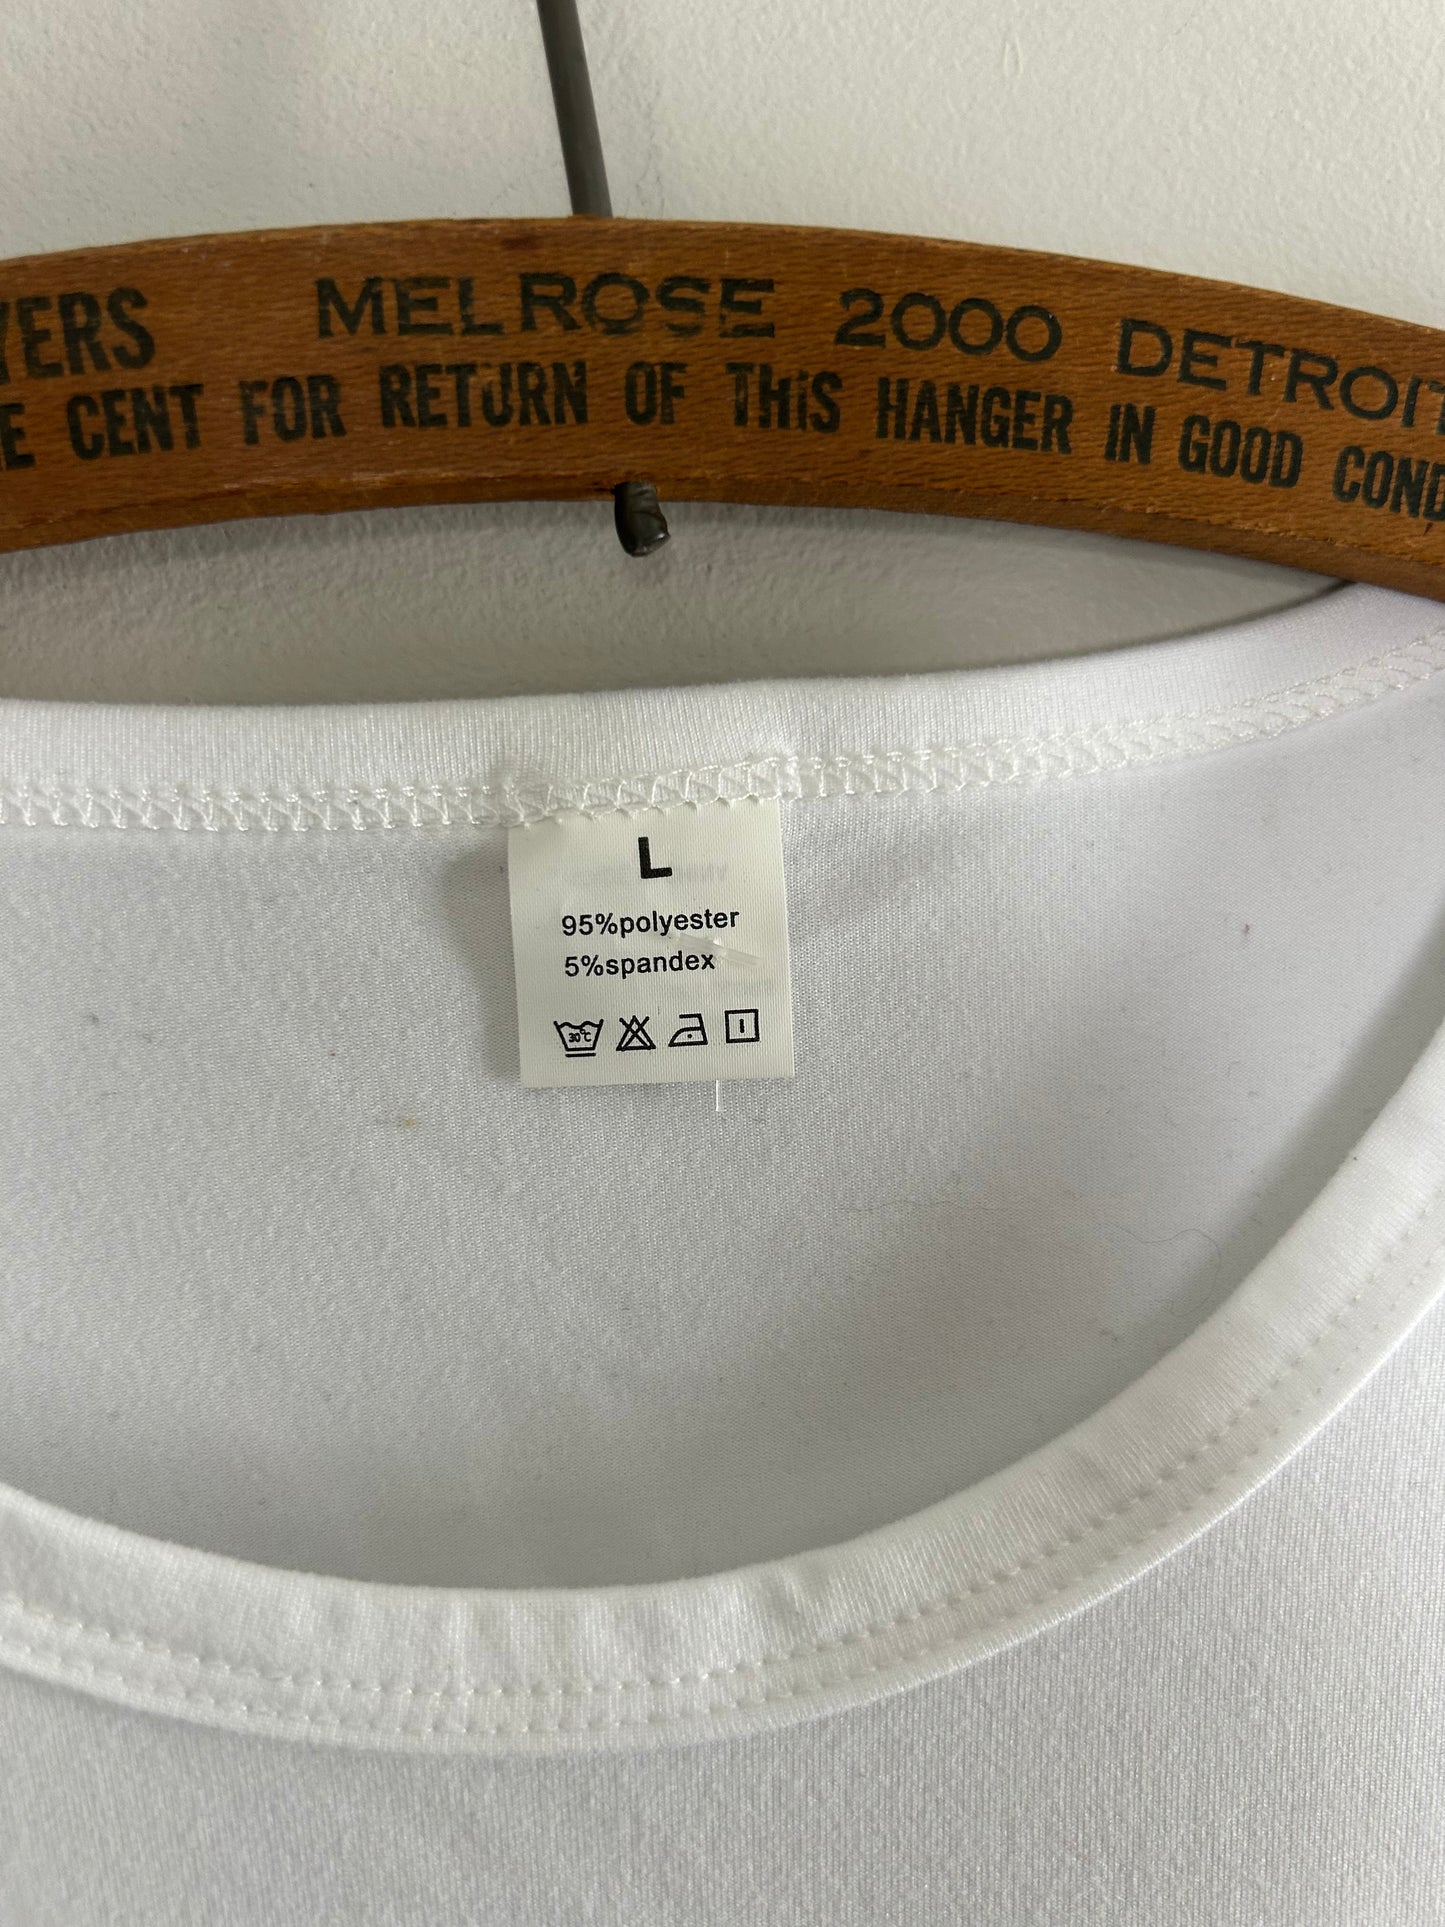 YERS MELROSE 2000 DETROIT
E CENT FOR RETURN OF THIS HANGER IN GOOD COND
L
95%polyester
5%spandex
30°C